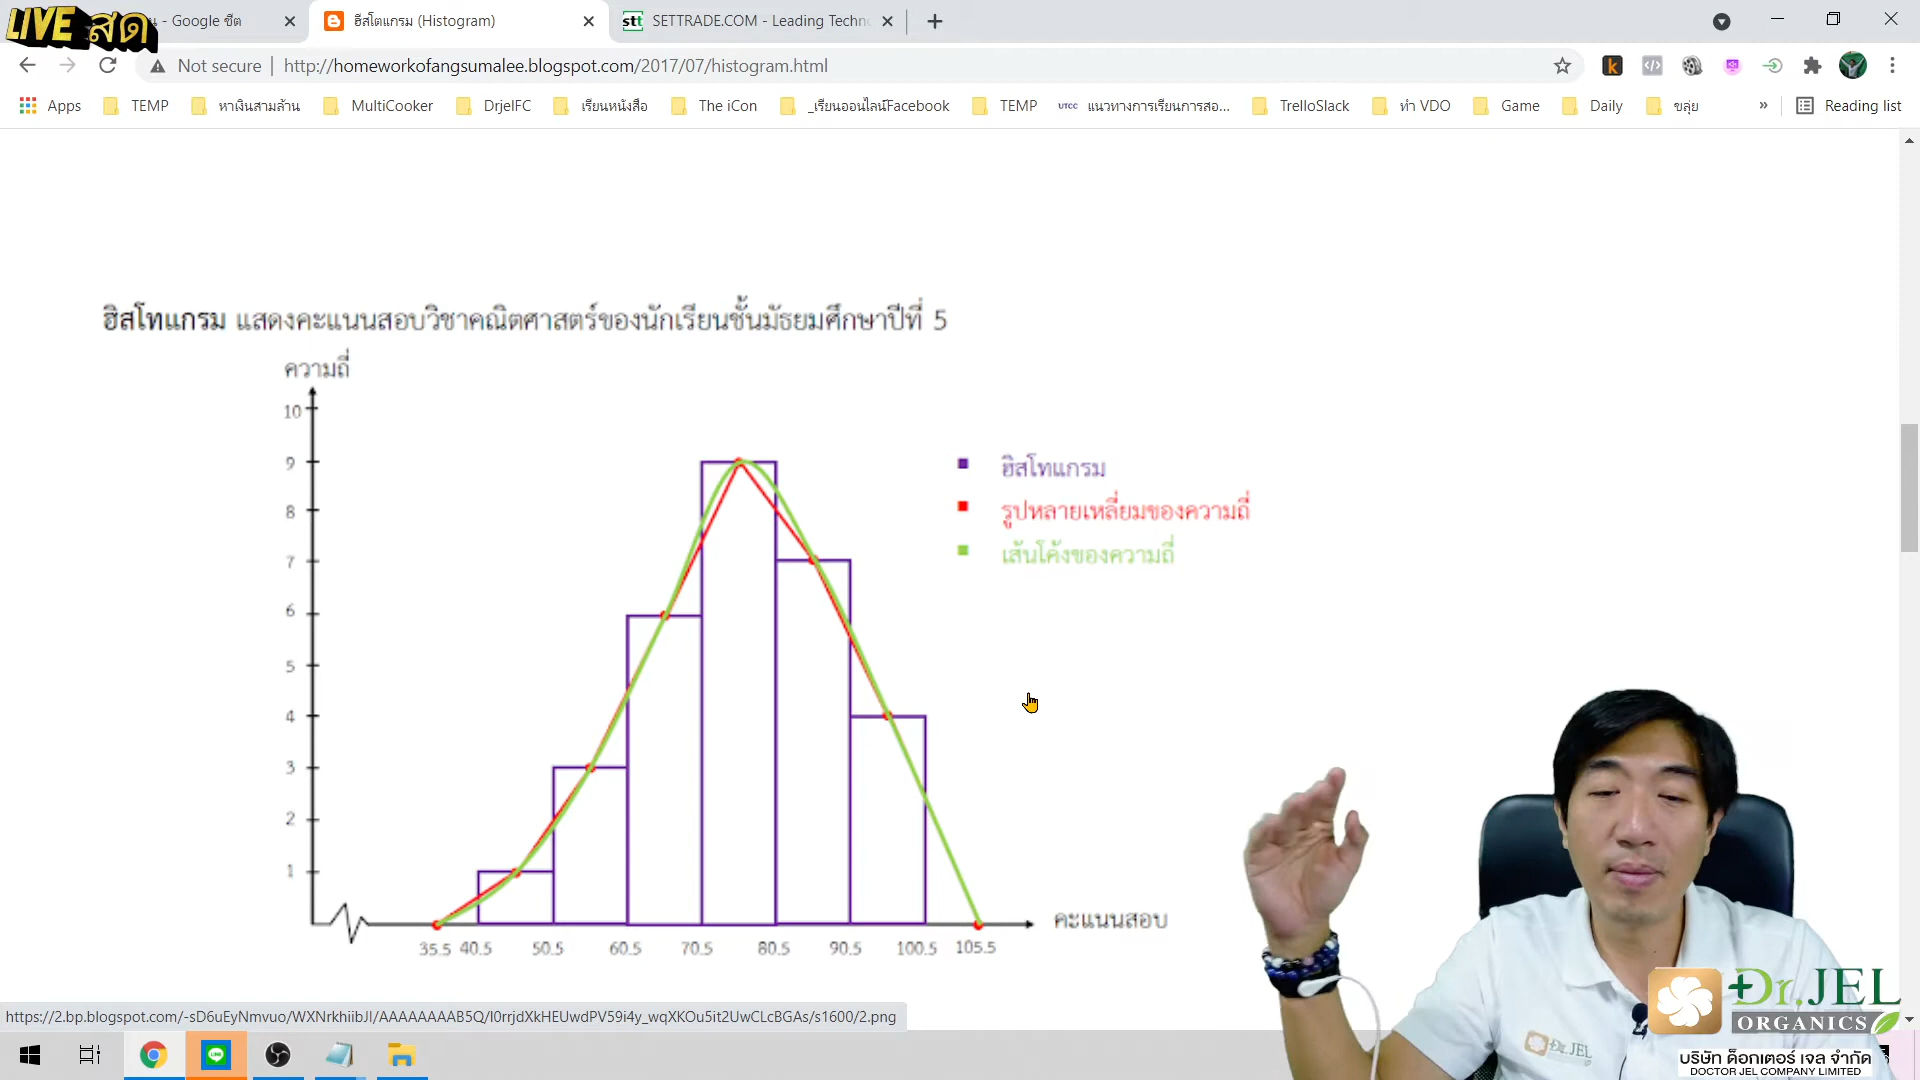 LIVE สด
น - Google ชีต
ฮีสโตแกรม (Histogram)
stt SETTRADE.COM - Leading Techno
Not secure
http://homeworkofangsumalee.blogspot.com/2017/07/histogram.html
Apps
TEMP
หาเงินสามล้าน
MultiCooker
DrjelFC
เรียนหนังสือ
The iCon
_เรียนออนไลน์Facebook
TEMP
UTCC แนวทางการเรียนการสอ...
TrelloSlack
ทำ VDO
Game
Daily
ขลุ่ย
»
Reading list
ฮิสโทแกรม แสดงคะแนนสอบวิชาคณิตศาสตร์ของนักเรียนชั้นมัธยมศึกษาปีที่ 5
ความถี่
10
9
8
7
6
5
4
3
2
1
ฮิสโทแกรม
รูปหลายเหลี่ยมของความถี่
เส้นโค้งของความถี่
35.5 40.5 50.5 60.5 70.5 80.5 90.5 100.5 105.5
คะแนนสอบ
https://2.bp.blogspot.com/-sD6uEyNmvuo/WXNrkhiibJI/AAAAAAAAB5Q/I0rrjdXkHEUwdPV59i4y_wqXKOu5it2UwCLcBGAs/s1600/2.png
LINE
Dr.JEL
Dr.JEL
ORGANICS
บริษัท ด็อกเตอร์ เจล จำกัด
DOCTOR JEL COMPANY LIMITED